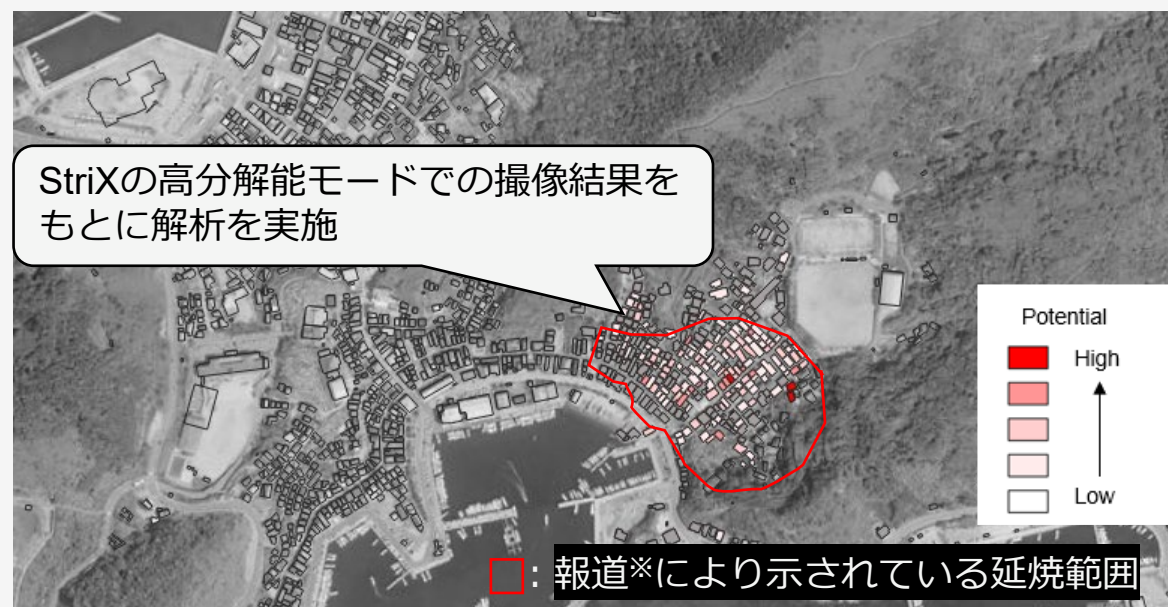 StriXの高分解能モードでの撮像結果を
もとに解析を実施
Potential
High
Low
：報道※により示されている延焼範囲